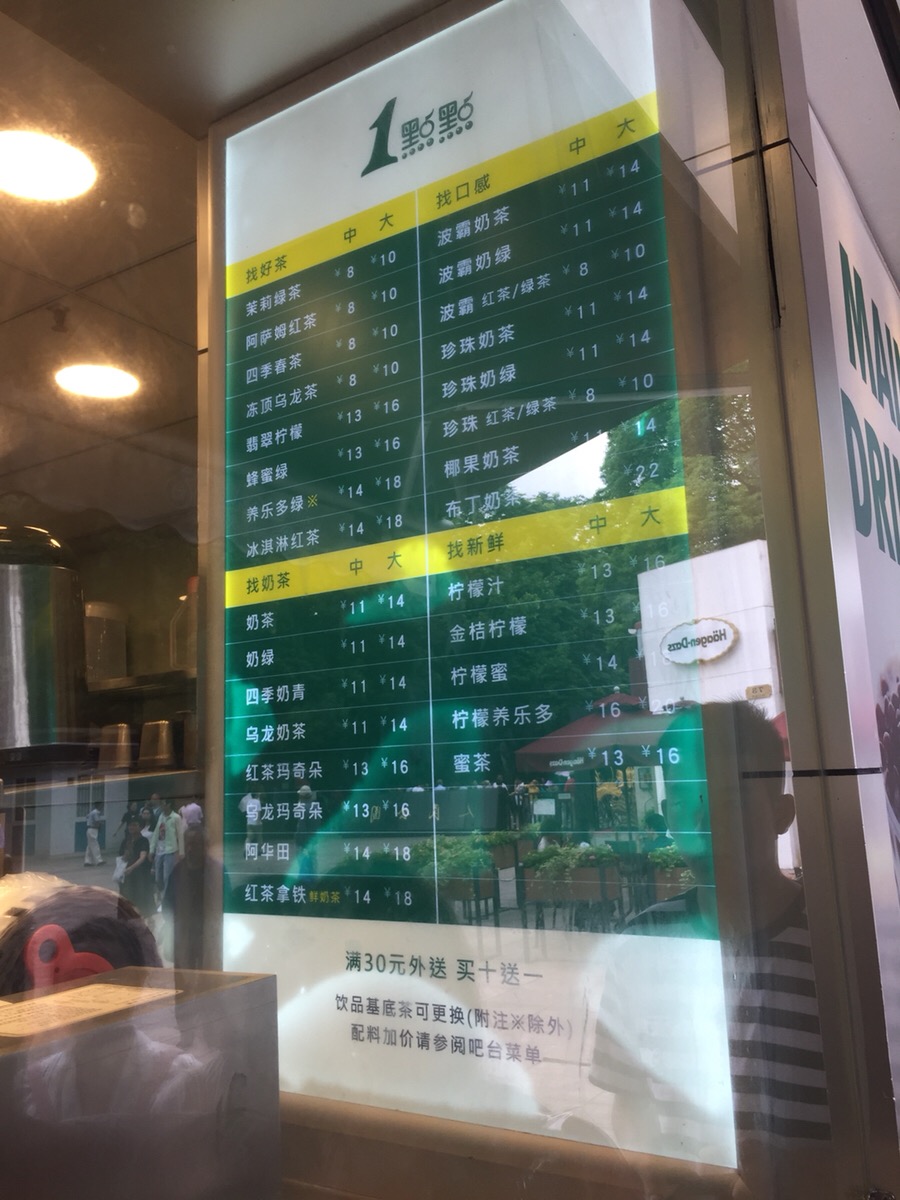 1點點
找好茶 中 大
茉莉绿茶 ¥8 ¥10
阿萨姆红茶 ¥8 ¥10
四季春茶 ¥8 ¥10
冻顶乌龙茶 ¥8 ¥10
翡翠柠檬 ¥13 ¥16
蜂蜜绿 ¥13 ¥16
养乐多绿※ ¥14 ¥18
冰淇淋红茶 ¥14 ¥18
找奶茶 中 大
奶茶 ¥11 ¥14
奶绿 ¥11 ¥14
四季奶青 ¥11 ¥14
乌龙奶茶 ¥11 ¥14
红茶玛奇朵 ¥13 ¥16
乌龙玛奇朵 ¥13 ¥16
阿华田 ¥14 ¥18
红茶拿铁 鲜奶茶 ¥14 ¥18
找口感 中 大
波霸奶茶 ¥11 ¥14
波霸奶绿 ¥11 ¥14
波霸 红茶/绿茶 ¥8 ¥10
珍珠奶茶 ¥11 ¥14
珍珠奶绿 ¥11 ¥14
珍珠 红茶/绿茶 ¥8 ¥10
椰果奶茶 ¥11 ¥14
布丁奶茶 ¥22
找新鲜 中 大
柠檬汁 ¥13 ¥16
金桔柠檬 ¥13 ¥16
柠檬蜜 ¥14 ¥18
柠檬养乐多 ¥16
蜜茶 ¥13 ¥16
满30元外送 买十送一
饮品基底茶可更换(附注※除外)
配料加价请参阅吧台菜单
Häagen-Dazs